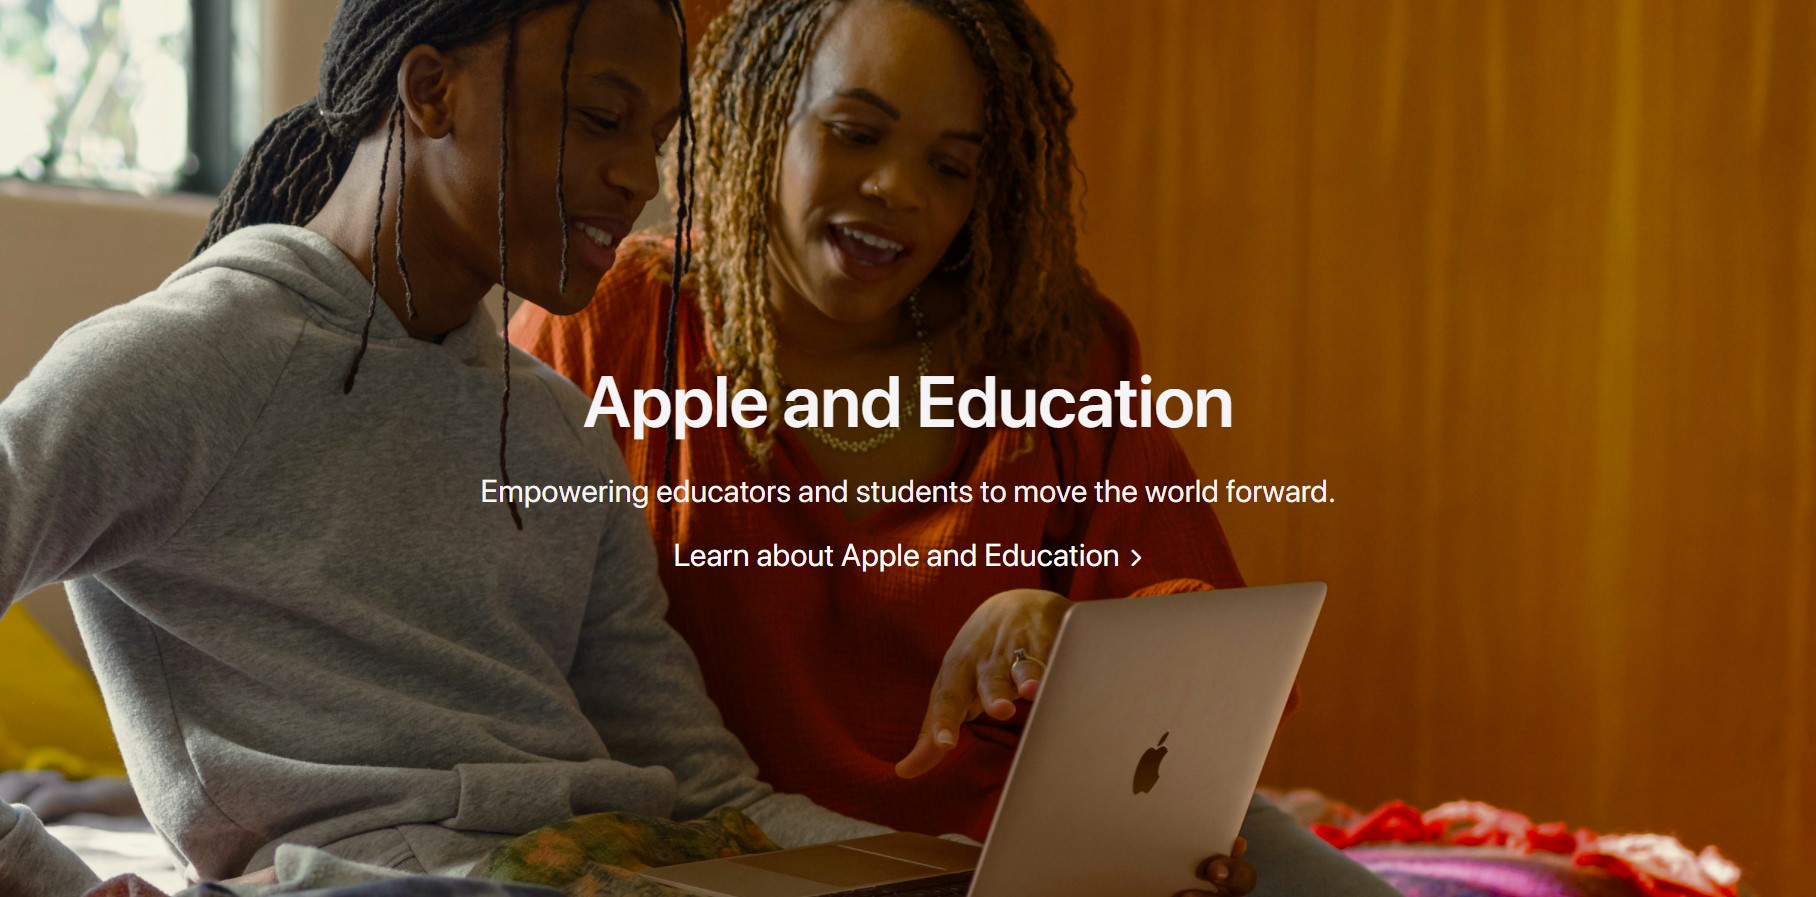 Apple and Education
Empowering educators and students to move the world forward.
Learn about Apple and Education >